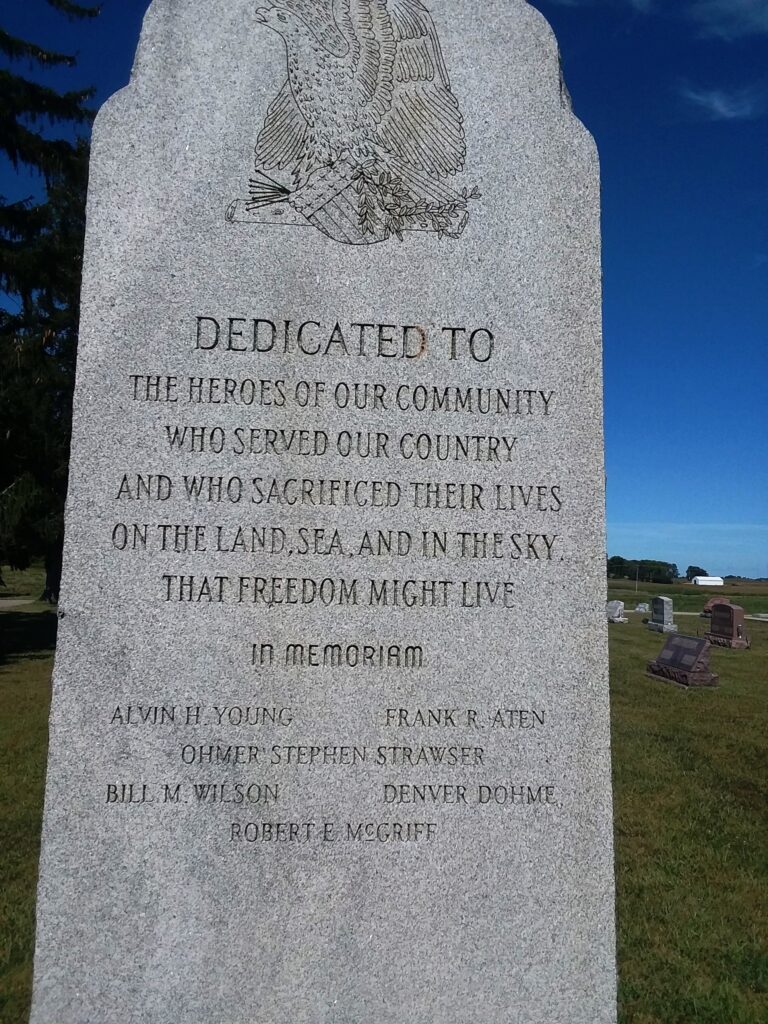 DEDICATED TO
THE HEROES OF OUR COMMUNITY
WHO SERVED OUR COUNTRY
AND WHO SACRIFICED THEIR LIVES
ON THE LAND, SEA, AND IN THE SKY.
THAT FREEDOM MIGHT LIVE
IN MEMORIAM
ALVIN H. YOUNG FRANK R. ATEN
OHMER STEPHEN STRAWSER
BILL M. WILSON DENVER DOHME
ROBERT E. McGRIFF